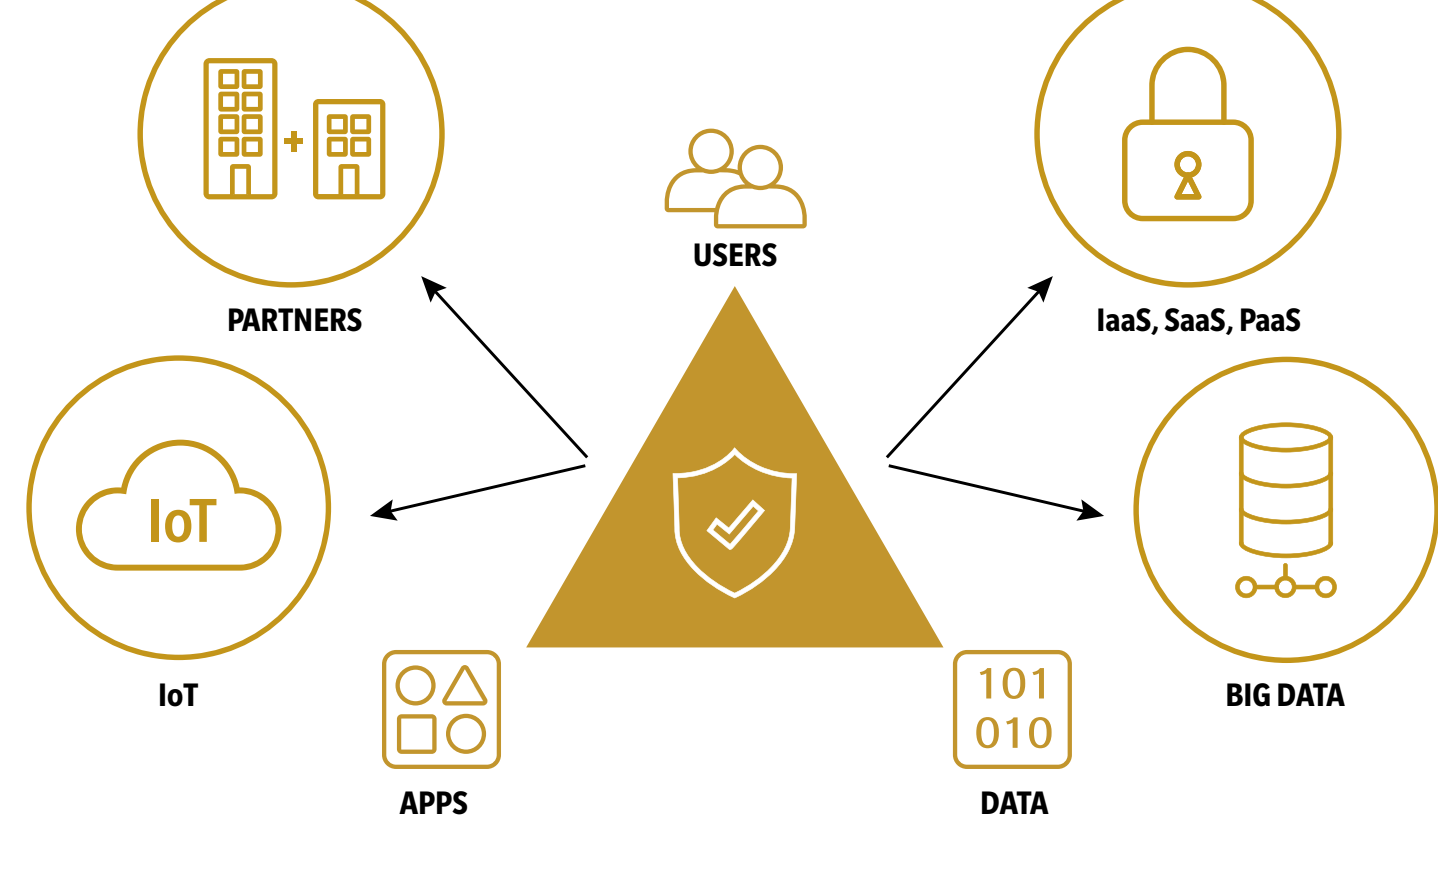 USERS
PARTNERS
IaaS, SaaS, PaaS
IoT
IoT
BIG DATA
101
010
APPS
DATA